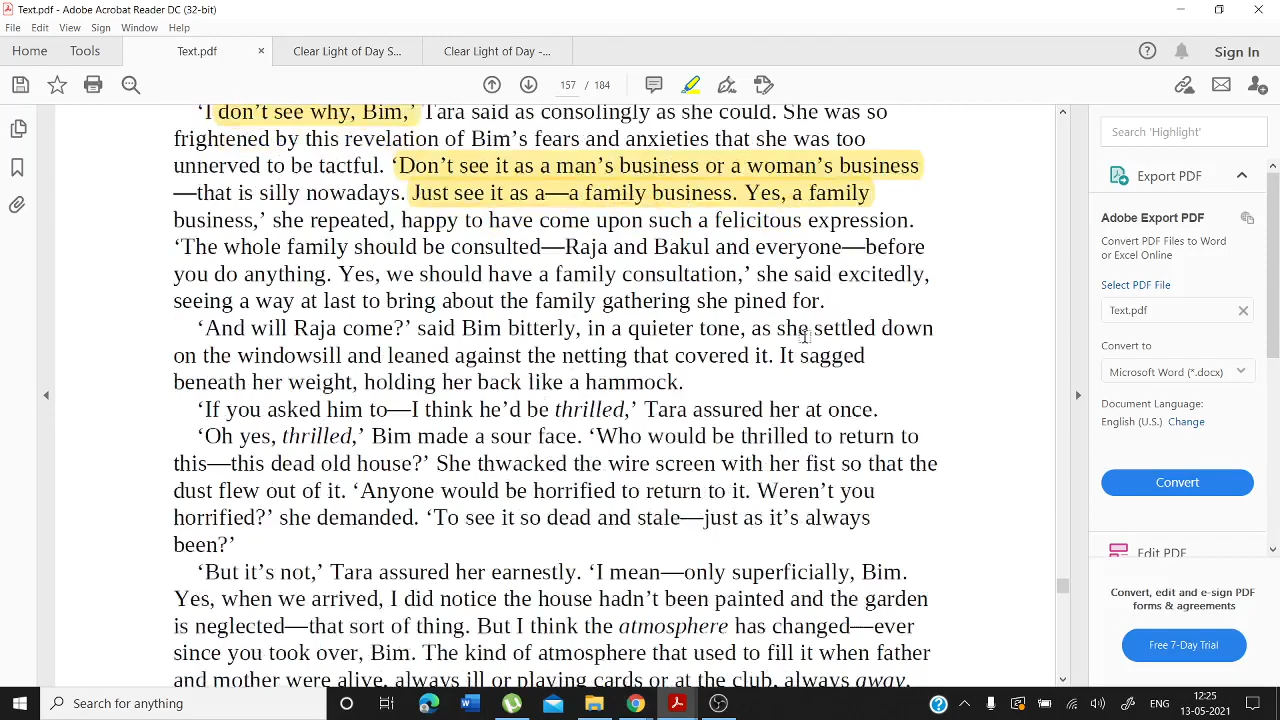 Text.pdf - Adobe Acrobat Reader DC (32-bit)
File Edit View Sign Window Help
Home Tools Text.pdf × Clear Light of Day S... Clear Light of Day -... ? Sign In
157 / 184
‘I don’t see why, Bim,’ Tara said as consolingly as she could. She was so
frightened by this revelation of Bim’s fears and anxieties that she was too
unnerved to be tactful. ‘Don’t see it as a man’s business or a woman’s business
—that is silly nowadays. Just see it as a—a family business. Yes, a family
business,’ she repeated, happy to have come upon such a felicitous expression.
‘The whole family should be consulted—Raja and Bakul and everyone—before
you do anything. Yes, we should have a family consultation,’ she said excitedly,
seeing a way at last to bring about the family gathering she pined for.
‘And will Raja come?’ said Bim bitterly, in a quieter tone, as she settled down
on the windowsill and leaned against the netting that covered it. It sagged
beneath her weight, holding her back like a hammock.
‘If you asked him to—I think he’d be thrilled,’ Tara assured her at once.
‘Oh yes, thrilled,’ Bim made a sour face. ‘Who would be thrilled to return to
this—this dead old house?’ She thwacked the wire screen with her fist so that the
dust flew out of it. ‘Anyone would be horrified to return to it. Weren’t you
horrified?’ she demanded. ‘To see it so dead and stale—just as it’s always
been?’
‘But it’s not,’ Tara assured her earnestly. ‘I mean—only superficially, Bim.
Yes, when we arrived, I did notice the house hadn’t been painted and the garden
is neglected—that sort of thing. But I think the atmosphere has changed—ever
since you took over, Bim. The kind of atmosphere that used to fill it when father
and mother were alive, always ill or playing cards or at the club, always away,
Search 'Highlight'
Export PDF
Adobe Export PDF
Convert PDF Files to Word
or Excel Online
Select PDF File
Text.pdf
Convert to
Microsoft Word (*.docx)
Document Language:
English (U.S.) Change
Convert
Edit PDF
Convert, edit and e-sign PDF
forms & agreements
Free 7-Day Trial
Search for anything
ENG
12:25
13-05-2021